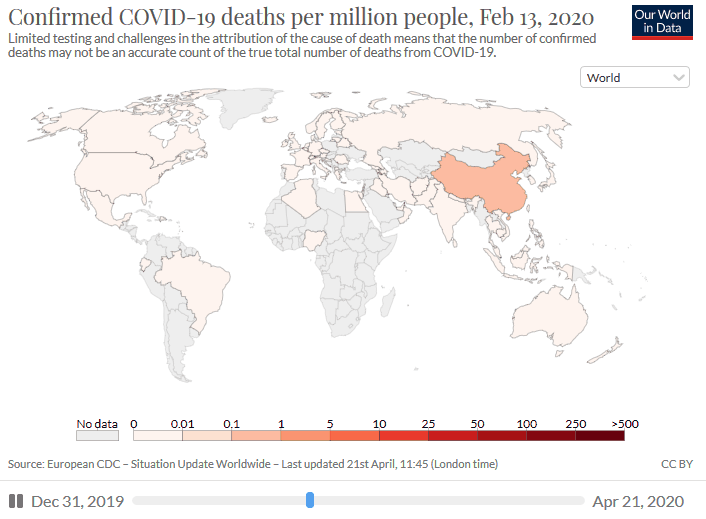 Confirmed COVID-19 deaths per million people, Feb 13, 2020
Limited testing and challenges in the attribution of the cause of death means that the number of confirmed
deaths may not be an accurate count of the true total number of deaths from COVID-19.
Our World
in Data
World
No data 0 0.01 0.1 1 5 10 25 50 100 250 >500
Source: European CDC – Situation Update Worldwide – Last updated 21st April, 11:45 (London time)
CC BY
Dec 31, 2019
Apr 21, 2020